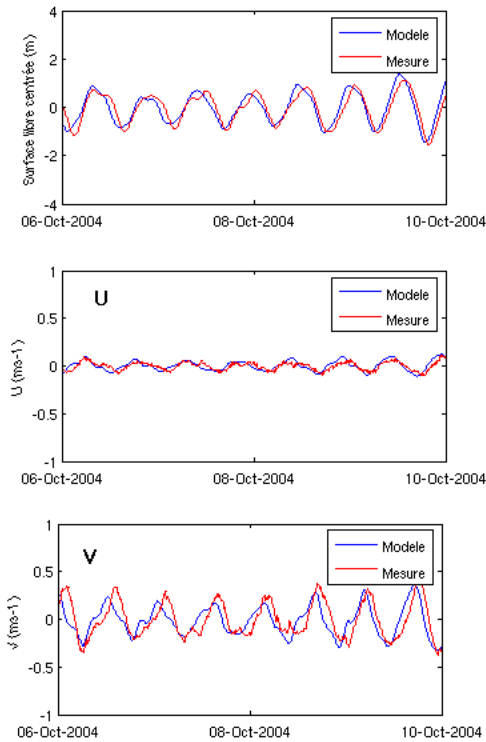 4
2
0
-2
-4
Surface libre centrée (m)
Modele
Mesure
06-Oct-2004 08-Oct-2004 10-Oct-2004
1
0.5
0
-0.5
-1
U (ms-1)
U
Modele
Mesure
06-Oct-2004 08-Oct-2004 10-Oct-2004
1
0.5
0
-0.5
-1
V (ms-1)
V
Modele
Mesure
06-Oct-2004 08-Oct-2004 10-Oct-2004